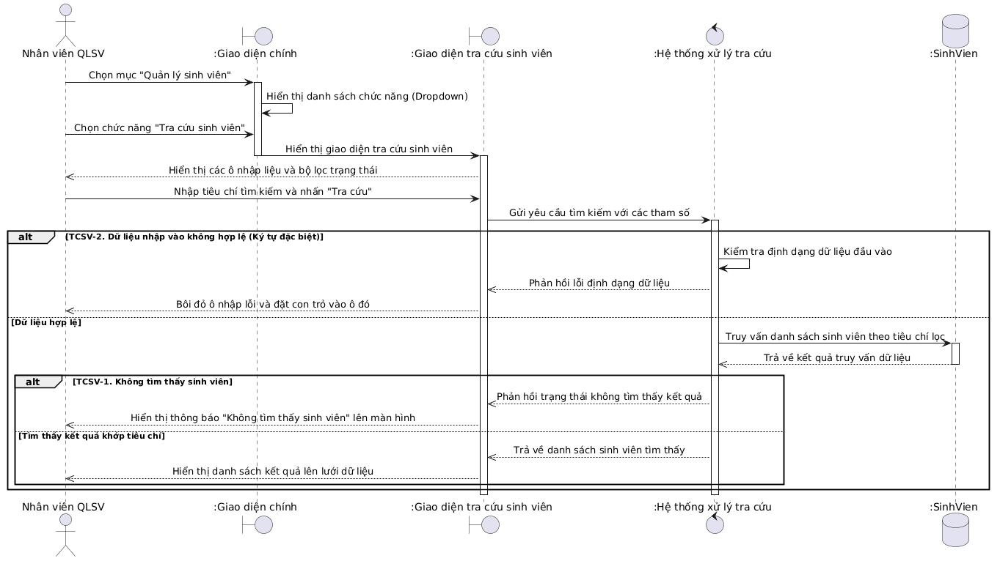 Nhân viên QLSV
:Giao diện chính
:Giao diện tra cứu sinh viên
:Hệ thống xử lý tra cứu
:SinhVien
Chọn mục "Quản lý sinh viên"
Hiển thị danh sách chức năng (Dropdown)
Chọn chức năng "Tra cứu sinh viên"
Hiển thị giao diện tra cứu sinh viên
Hiển thị các ô nhập liệu và bộ lọc trạng thái
Nhập tiêu chí tìm kiếm và nhấn "Tra cứu"
Gửi yêu cầu tìm kiếm với các tham số
alt [TCSV-2. Dữ liệu nhập vào không hợp lệ (Ký tự đặc biệt)]
Kiểm tra định dạng dữ liệu đầu vào
Phản hồi lỗi định dạng dữ liệu
Bôi đỏ ô nhập lỗi và đặt con trỏ vào ô đó
[Dữ liệu hợp lệ]
Truy vấn danh sách sinh viên theo tiêu chí lọc
Trả về kết quả truy vấn dữ liệu
alt [TCSV-1. Không tìm thấy sinh viên]
Phản hồi trạng thái không tìm thấy kết quả
Hiển thị thông báo "Không tìm thấy sinh viên" lên màn hình
[Tìm thấy kết quả khớp tiêu chí]
Trả về danh sách sinh viên tìm thấy
Hiển thị danh sách kết quả lên lưới dữ liệu
Nhân viên QLSV
:Giao diện chính
:Giao diện tra cứu sinh viên
:Hệ thống xử lý tra cứu
:SinhVien